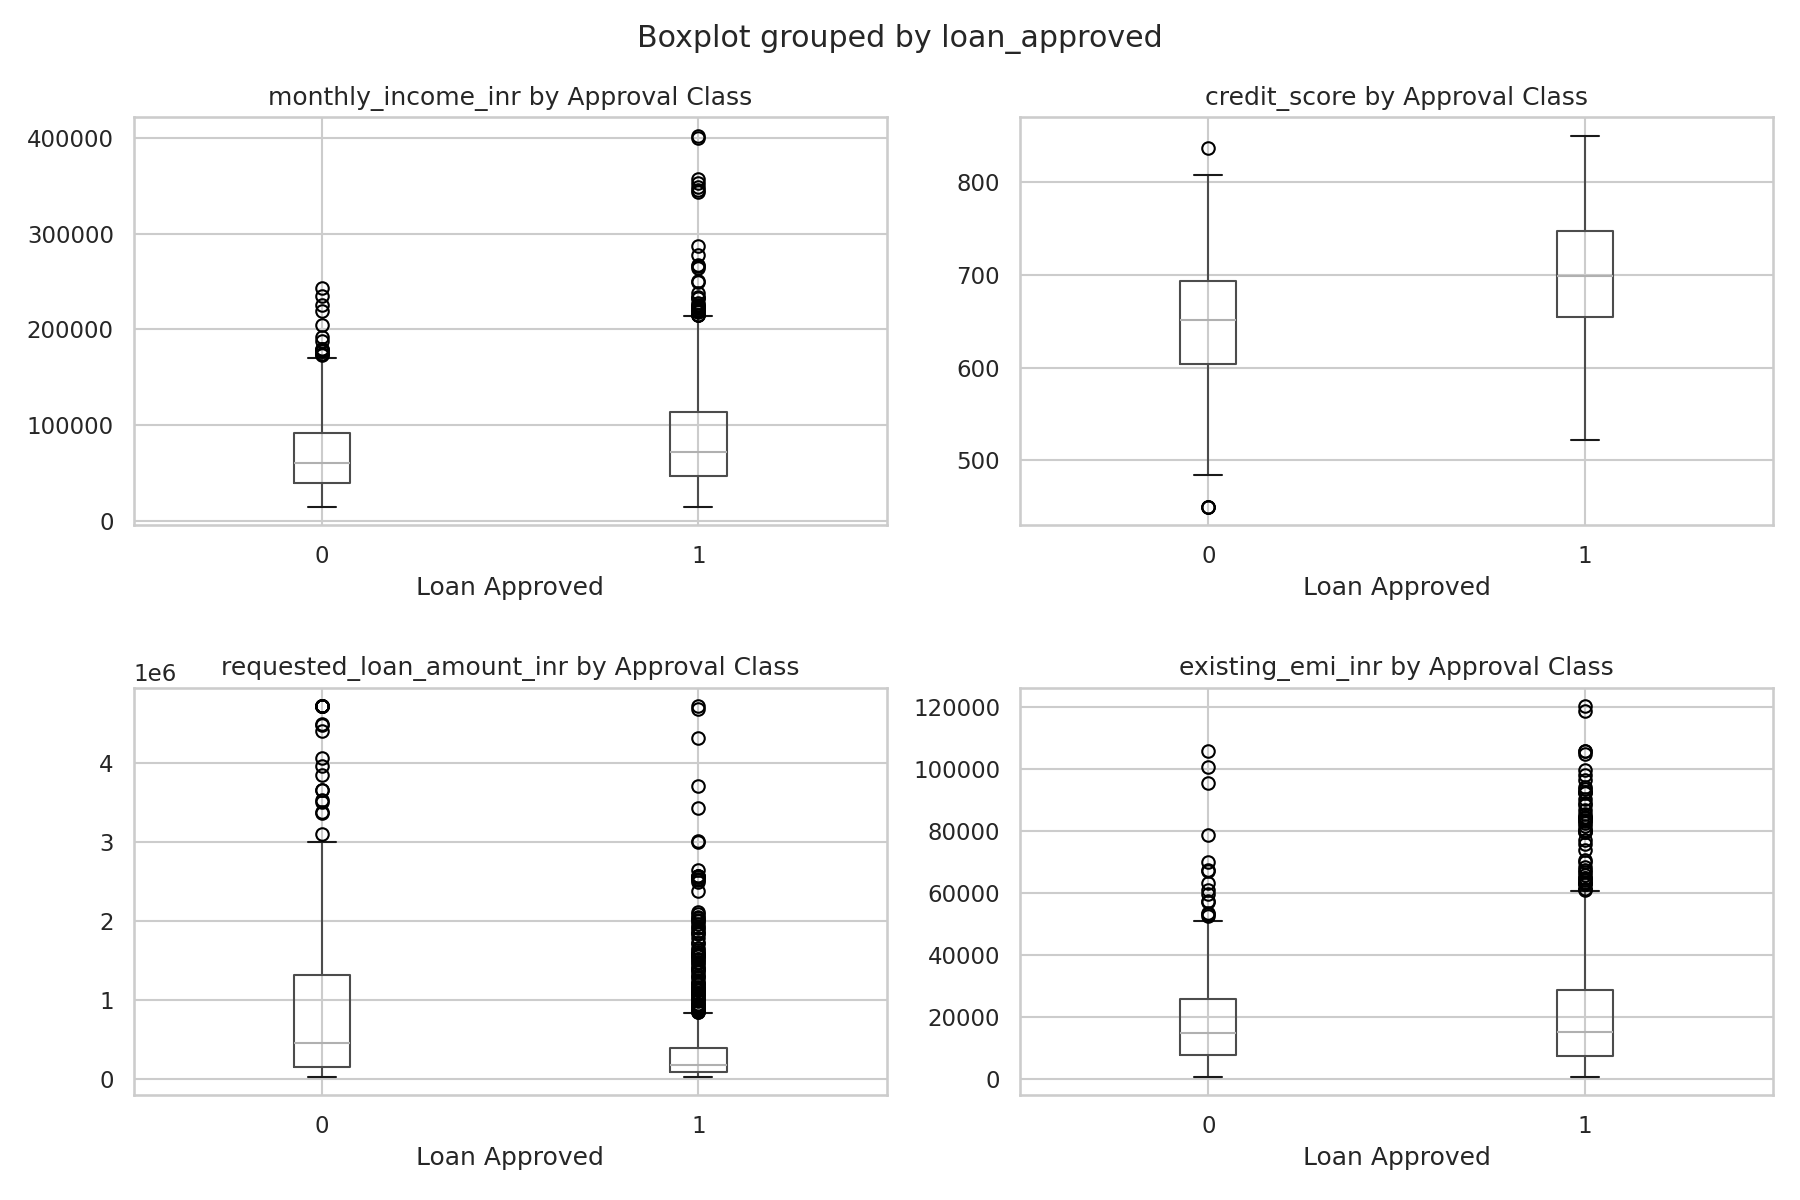 Boxplot grouped by loan_approved
monthly_income_inr by Approval Class
400000
300000
200000
100000
0
0 1
Loan Approved
credit_score by Approval Class
800
700
600
500
0 1
Loan Approved
1e6 requested_loan_amount_inr by Approval Class
4
3
2
1
0
0 1
Loan Approved
existing_emi_inr by Approval Class
120000
100000
80000
60000
40000
20000
0
0 1
Loan Approved